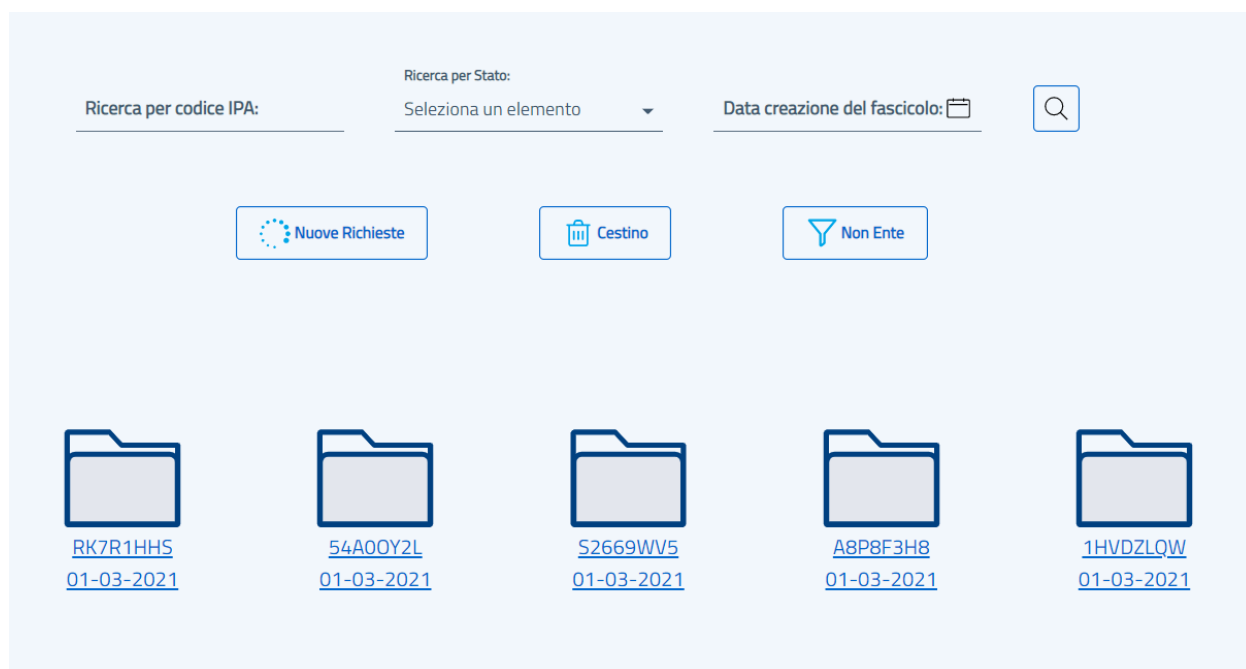 Ricerca per Stato:
Ricerca per codice IPA:
Seleziona un elemento
Data creazione del fascicolo:
Nuove Richieste
Cestino
Non Ente
RK7R1HHS
01-03-2021
54A0OY2L
01-03-2021
S2669WV5
01-03-2021
A8P8F3H8
01-03-2021
1HVDZLQW
01-03-2021